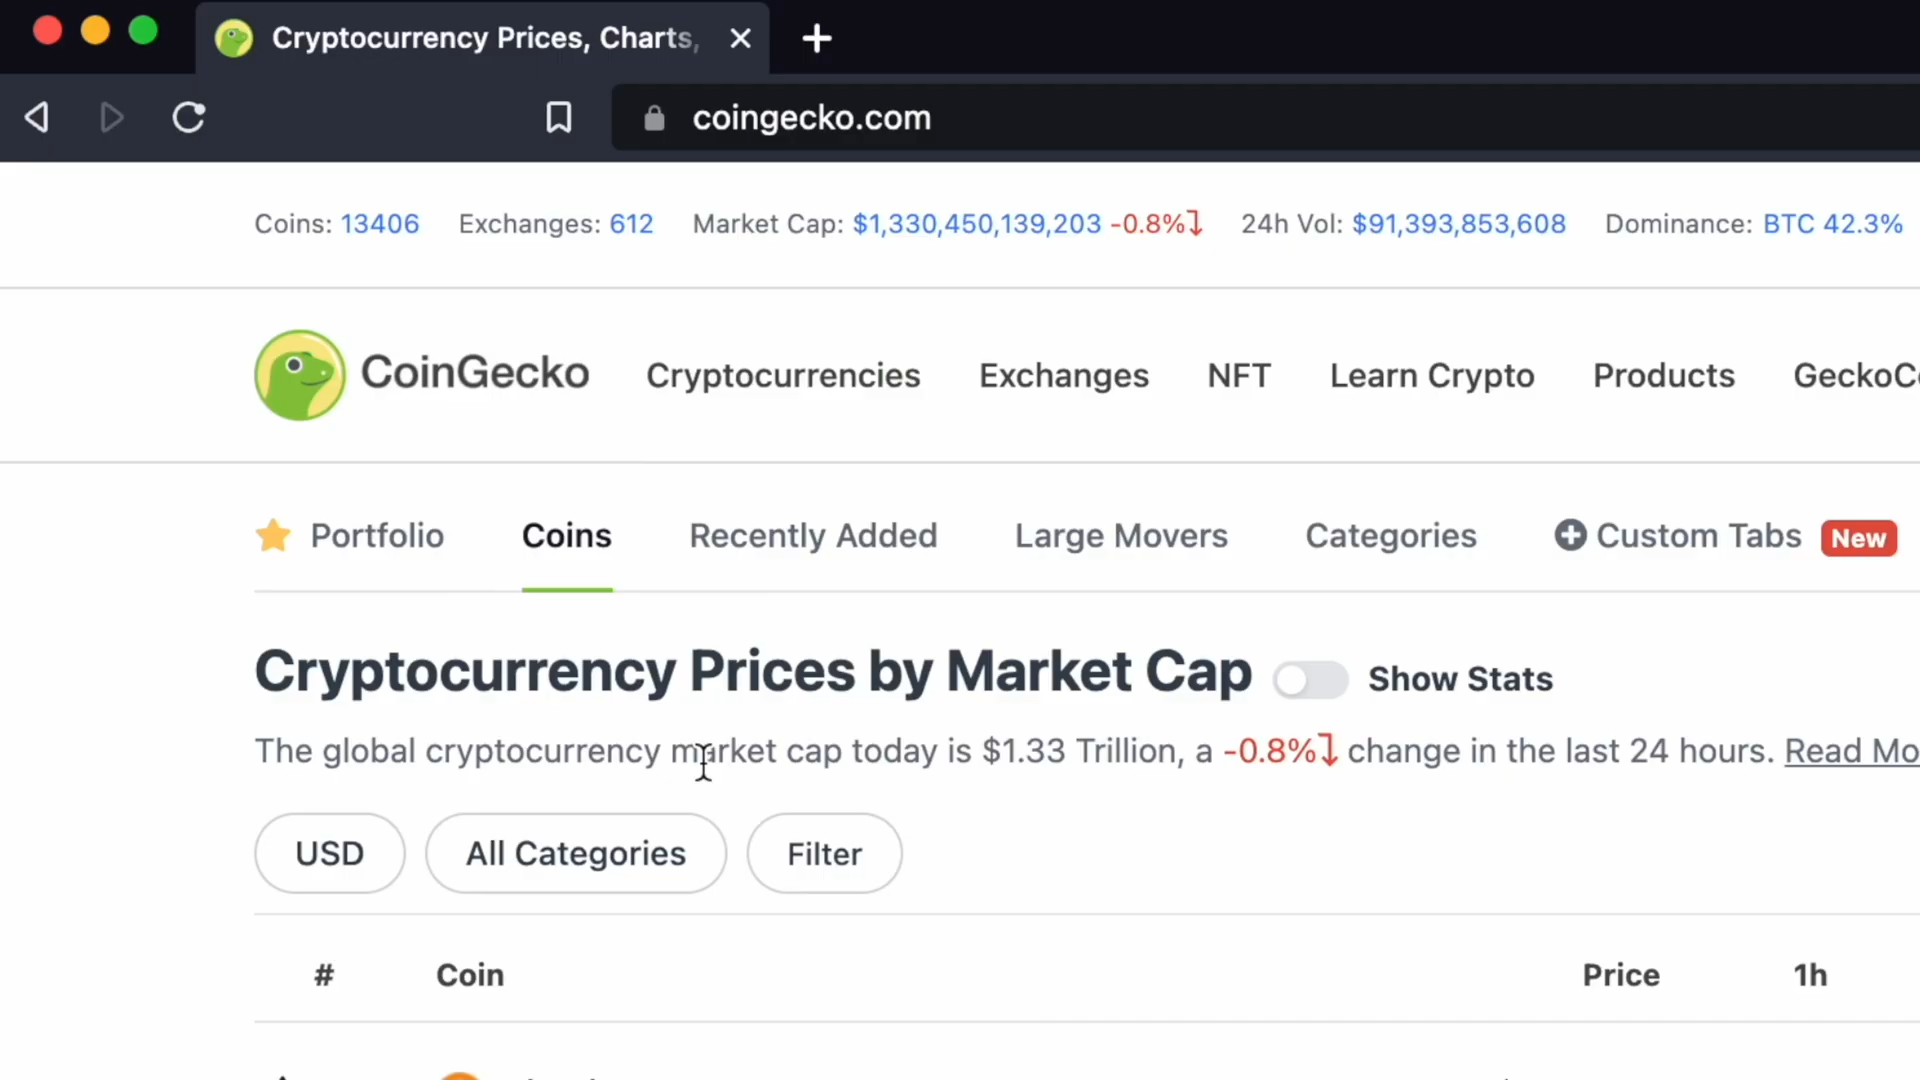 Cryptocurrency Prices, Charts,
coingecko.com
Coins: 13406 Exchanges: 612 Market Cap: $1,330,450,139,203 -0.8% 24h Vol: $91,393,853,608 Dominance: BTC 42.3%
CoinGecko Cryptocurrencies Exchanges NFT Learn Crypto Products GeckoCo
Portfolio Coins Recently Added Large Movers Categories Custom Tabs New
Cryptocurrency Prices by Market Cap Show Stats
The global cryptocurrency market cap today is $1.33 Trillion, a -0.8% change in the last 24 hours. Read Mo
USD All Categories Filter
# Coin Price 1h